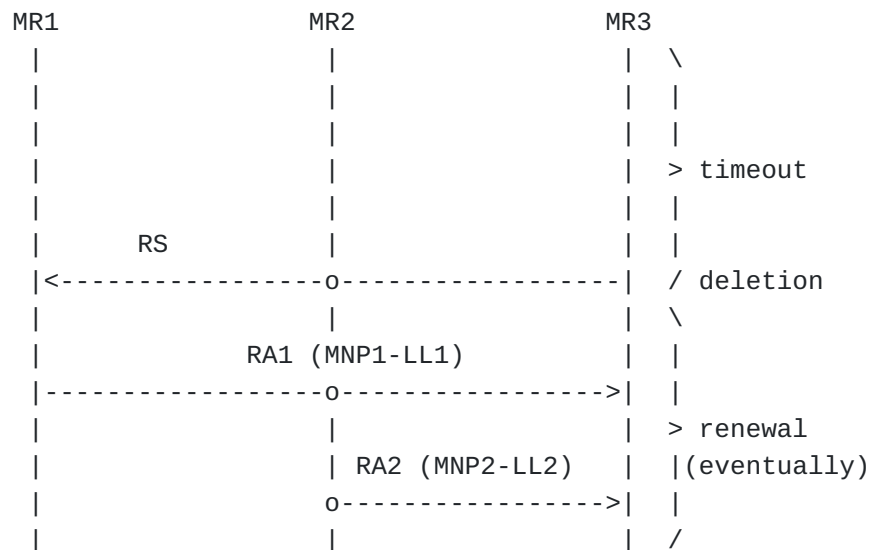 MR1 MR2 MR3
timeout
RS
deletion
RA1 (MNP1-LL1)
renewal
RA2 (MNP2-LL2) (eventually)